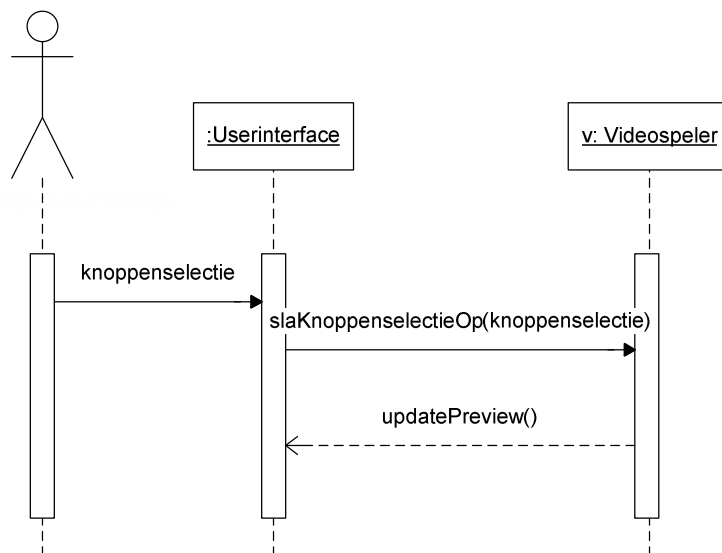 :Userinterface
v: Videospeler
knoppenselectie
slaKnoppenselectieOp(knoppenselectie)
updatePreview()